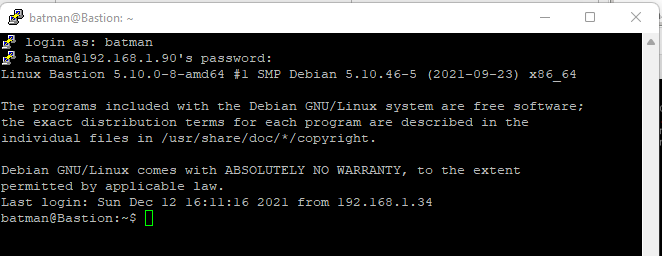 batman@Bastion: ~
login as: batman
batman@192.168.1.90's password:
Linux Bastion 5.10.0-8-amd64 #1 SMP Debian 5.10.46-5 (2021-09-23) x86_64
The programs included with the Debian GNU/Linux system are free software;
the exact distribution terms for each program are described in the
individual files in /usr/share/doc/*/copyright.
Debian GNU/Linux comes with ABSOLUTELY NO WARRANTY, to the extent
permitted by applicable law.
Last login: Sun Dec 12 16:11:16 2021 from 192.168.1.34
batman@Bastion:~$